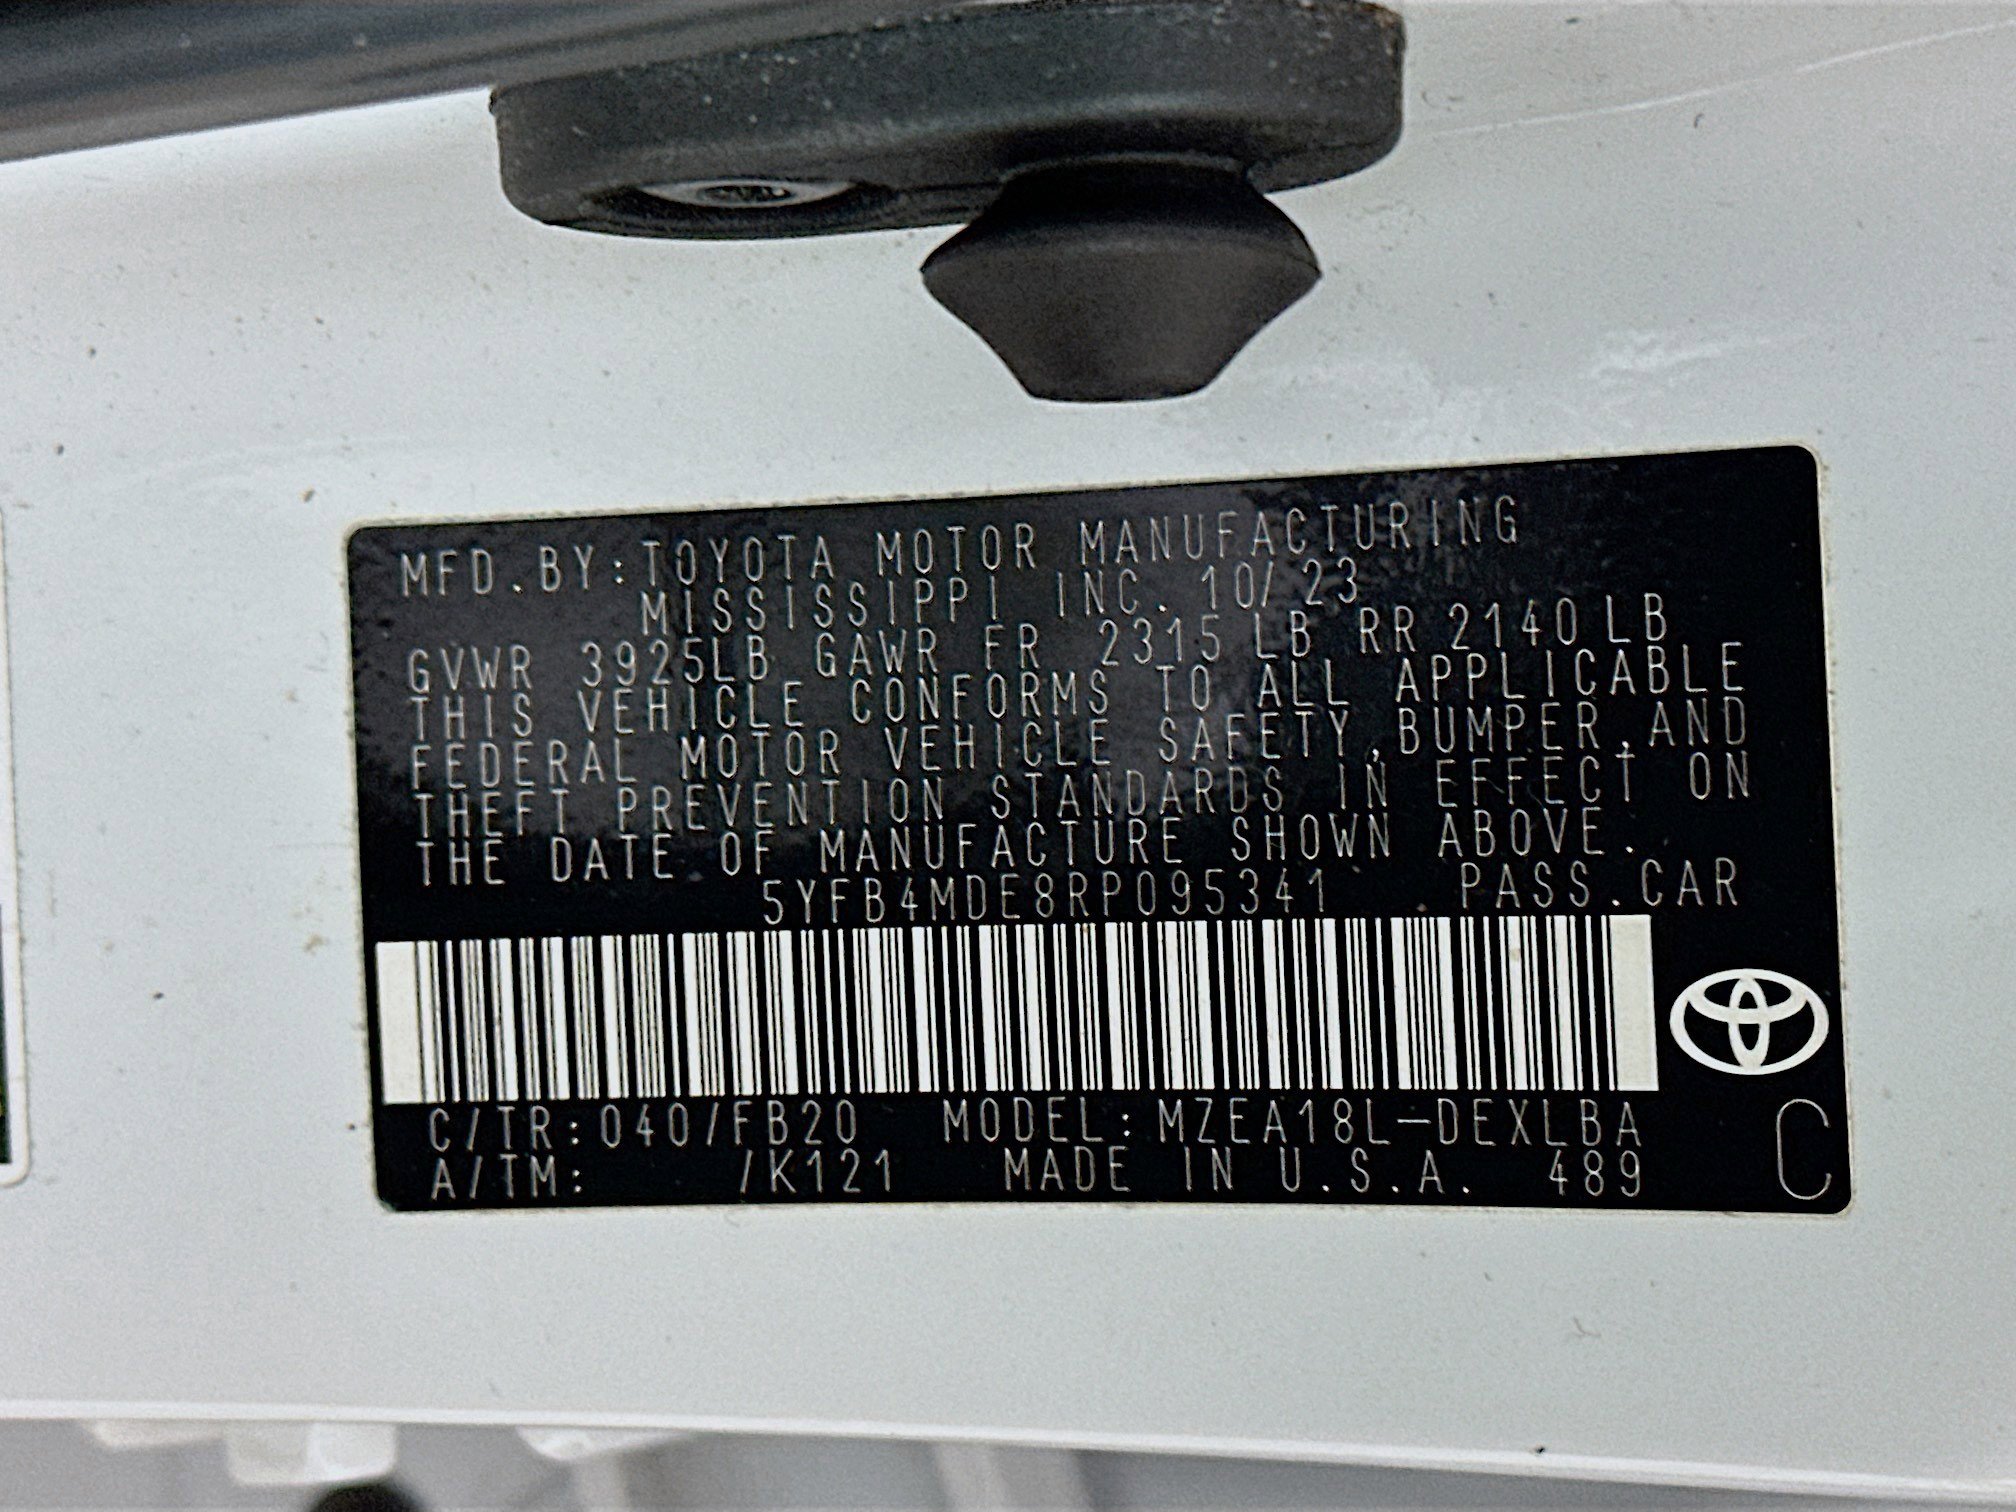 MFD.BY:TOYOTA MOTOR MANUFACTURING
MISSISSIPPI INC. 10/23
GVWR 3925LB GAWR FR 2315 LB RR 2140 LB
THIS VEHICLE CONFORMS TO ALL APPLICABLE
FEDERAL MOTOR VEHICLE SAFETY,BUMPER,AND
THEFT PREVENTION STANDARDS IN EFFECT ON
THE DATE OF MANUFACTURE SHOWN ABOVE.
5YFB4MDE8RP095341 PASS.CAR
C/TR:040/FB20 MODEL:MZEA18L-DEXLBA
A/TM: /K121 MADE IN U.S.A. 489
C